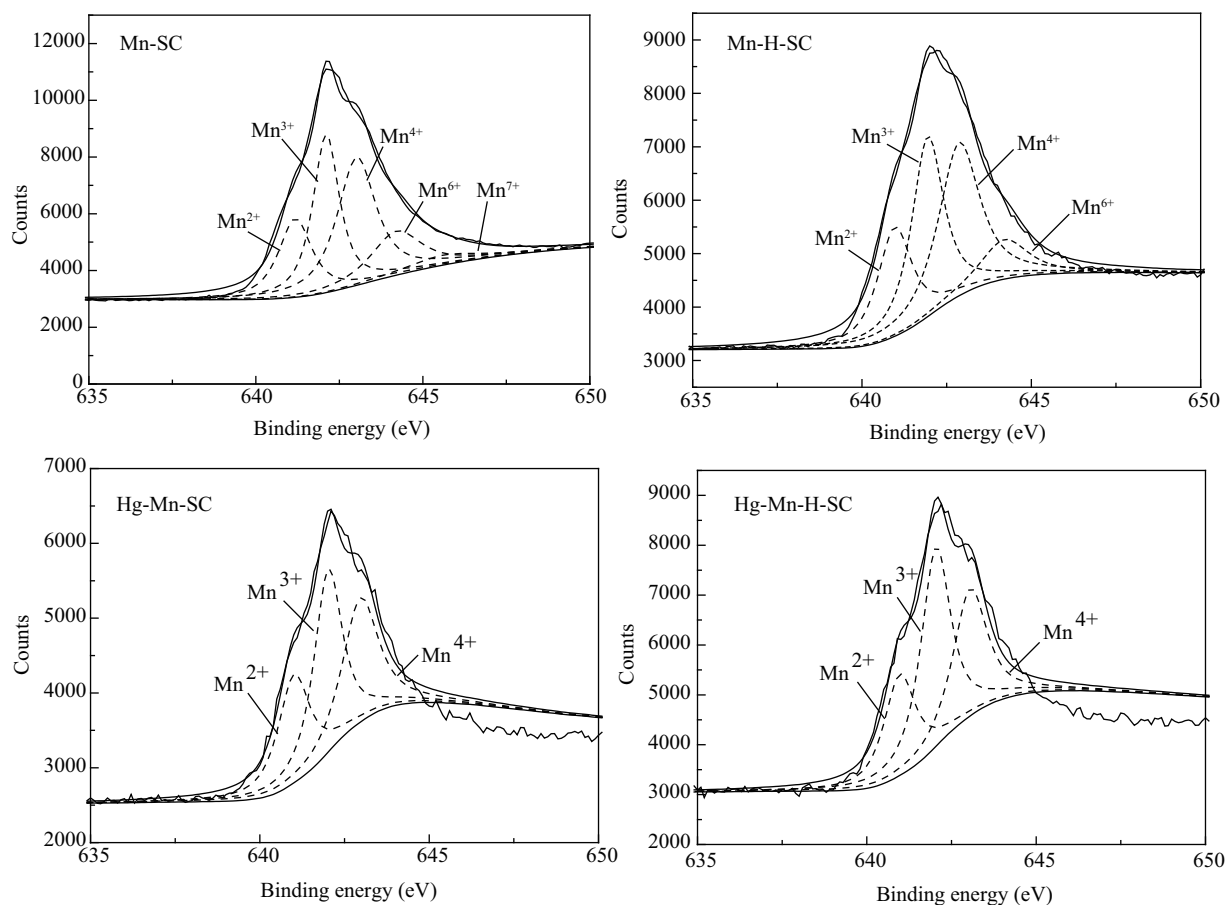 Mn-SC
12000
10000
8000
6000
4000
2000
0
Counts
Mn2+
Mn3+
Mn4+
Mn6+
Mn7+
635 640 645 650
Binding energy (eV)
Mn-H-SC
9000
8000
7000
6000
5000
4000
3000
Counts
Mn2+
Mn3+
Mn4+
Mn6+
635 640 645 650
Binding energy (eV)
Hg-Mn-SC
7000
6000
5000
4000
3000
2000
Counts
Mn2+
Mn3+
Mn4+
635 640 645 650
Binding energy (eV)
Hg-Mn-H-SC
9000
8000
7000
6000
5000
4000
3000
2000
Counts
Mn2+
Mn3+
Mn4+
635 640 645 650
Binding energy (eV)